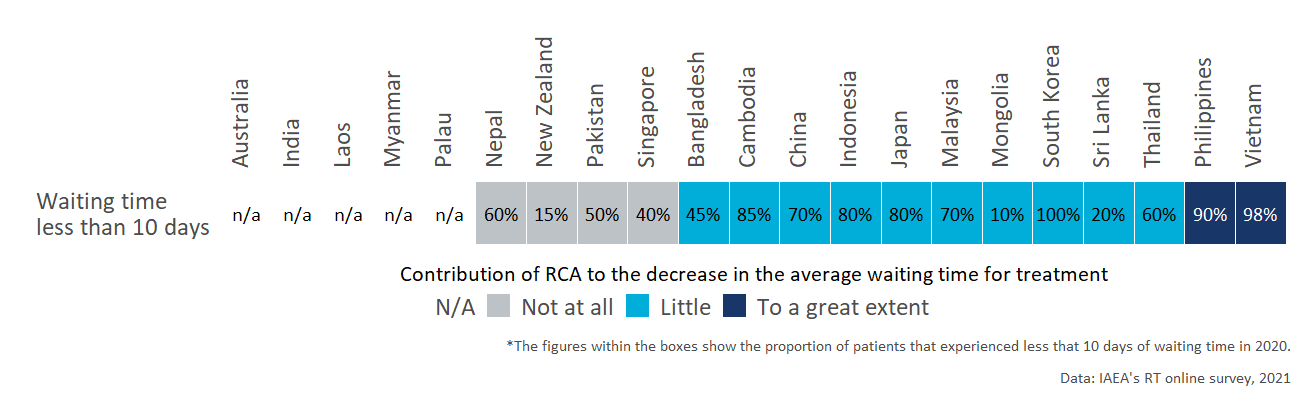 Australia
India
Laos
Myanmar
Palau
Nepal
New Zealand
Pakistan
Singapore
Bangladesh
Cambodia
China
Indonesia
Japan
Malaysia
Mongolia
South Korea
Sri Lanka
Thailand
Philippines
Vietnam
Waiting time
less than 10 days
n/a n/a n/a n/a n/a 60% 15% 50% 40% 45% 85% 70% 80% 80% 70% 10% 100% 20% 60% 90% 98%
Contribution of RCA to the decrease in the average waiting time for treatment
N/A Not at all Little To a great extent
*The figures within the boxes show the proportion of patients that experienced less that 10 days of waiting time in 2020.
Data: IAEA's RT online survey, 2021